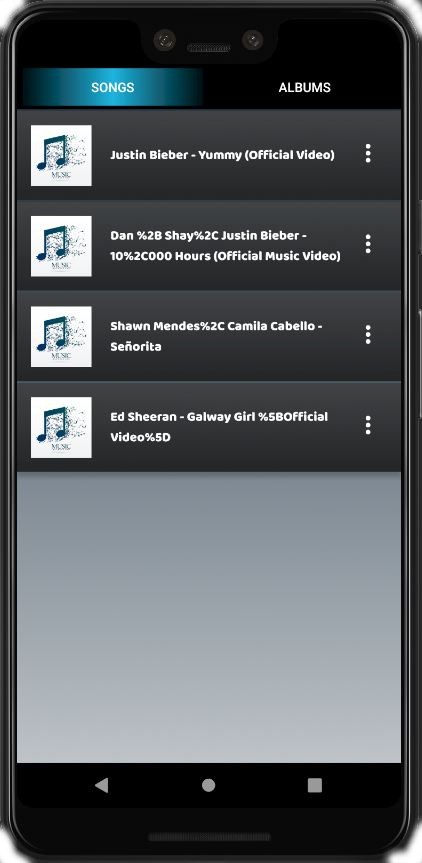 SONGS
ALBUMS
Justin Bieber - Yummy (Official Video)
Dan %2B Shay%2C Justin Bieber -
10%2C000 Hours (Official Music Video)
Shawn Mendes%2C Camila Cabello -
Señorita
Ed Sheeran - Galway Girl %5BOfficial
Video%5D
MUSIC
MUSIC
MUSIC
MUSIC